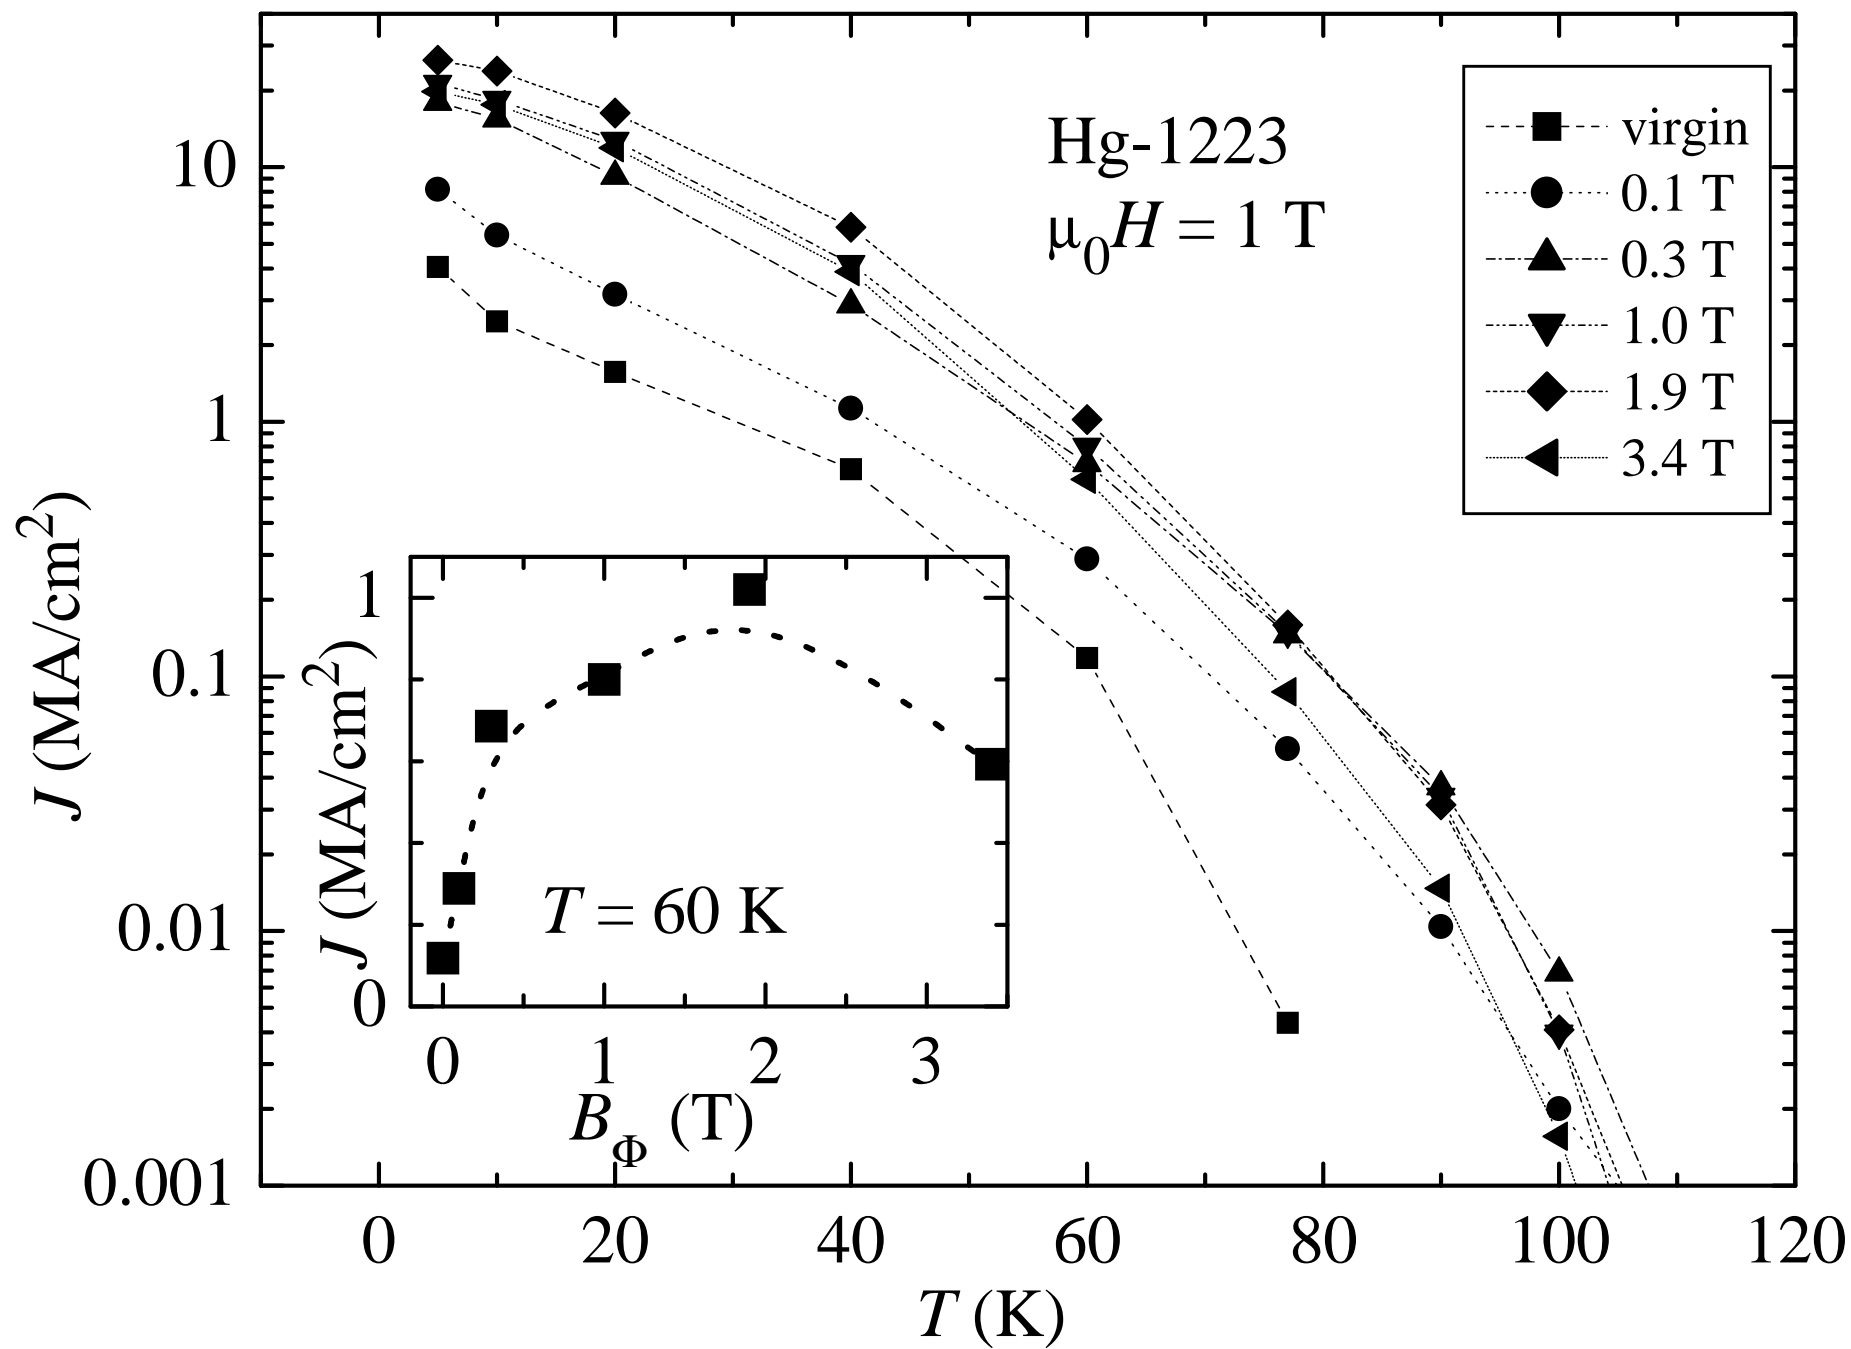 Hg-1223
μ0H = 1 T
virgin
0.1 T
0.3 T
1.0 T
1.9 T
3.4 T
J (MA/cm2)
10
1
0.1
0.01
0.001
0 20 40 60 80 100 120
T (K)
J (MA/cm2)
1
0
T = 60 K
0 1 2 3
BΦ (T)